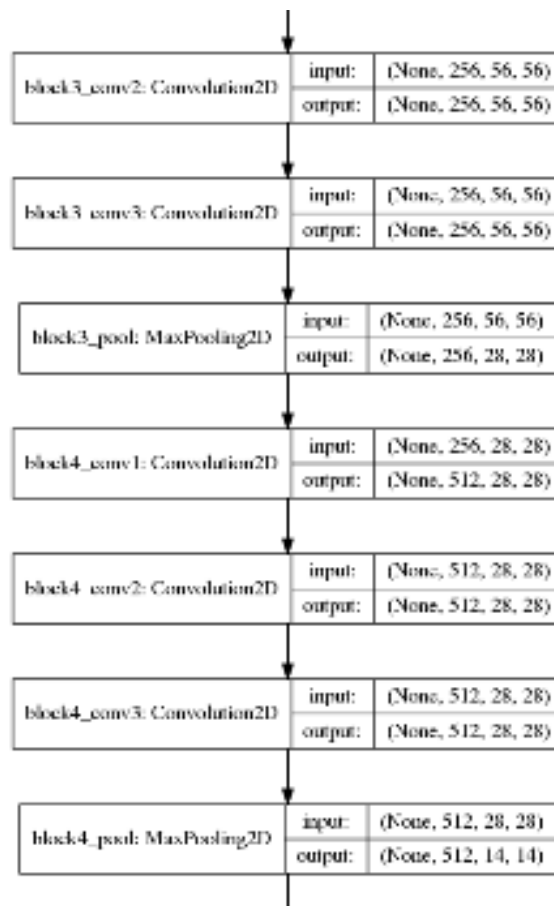 block3_conv2: Convolution2D
input: (None, 256, 56, 56)
output: (None, 256, 56, 56)
block3_conv3: Convolution2D
input: (None, 256, 56, 56)
output: (None, 256, 56, 56)
block3_pool: MaxPooling2D
input: (None, 256, 56, 56)
output: (None, 256, 28, 28)
block4_conv1: Convolution2D
input: (None, 256, 28, 28)
output: (None, 512, 28, 28)
block4_conv2: Convolution2D
input: (None, 512, 28, 28)
output: (None, 512, 28, 28)
block4_conv3: Convolution2D
input: (None, 512, 28, 28)
output: (None, 512, 28, 28)
block4_pool: MaxPooling2D
input: (None, 512, 28, 28)
output: (None, 512, 14, 14)